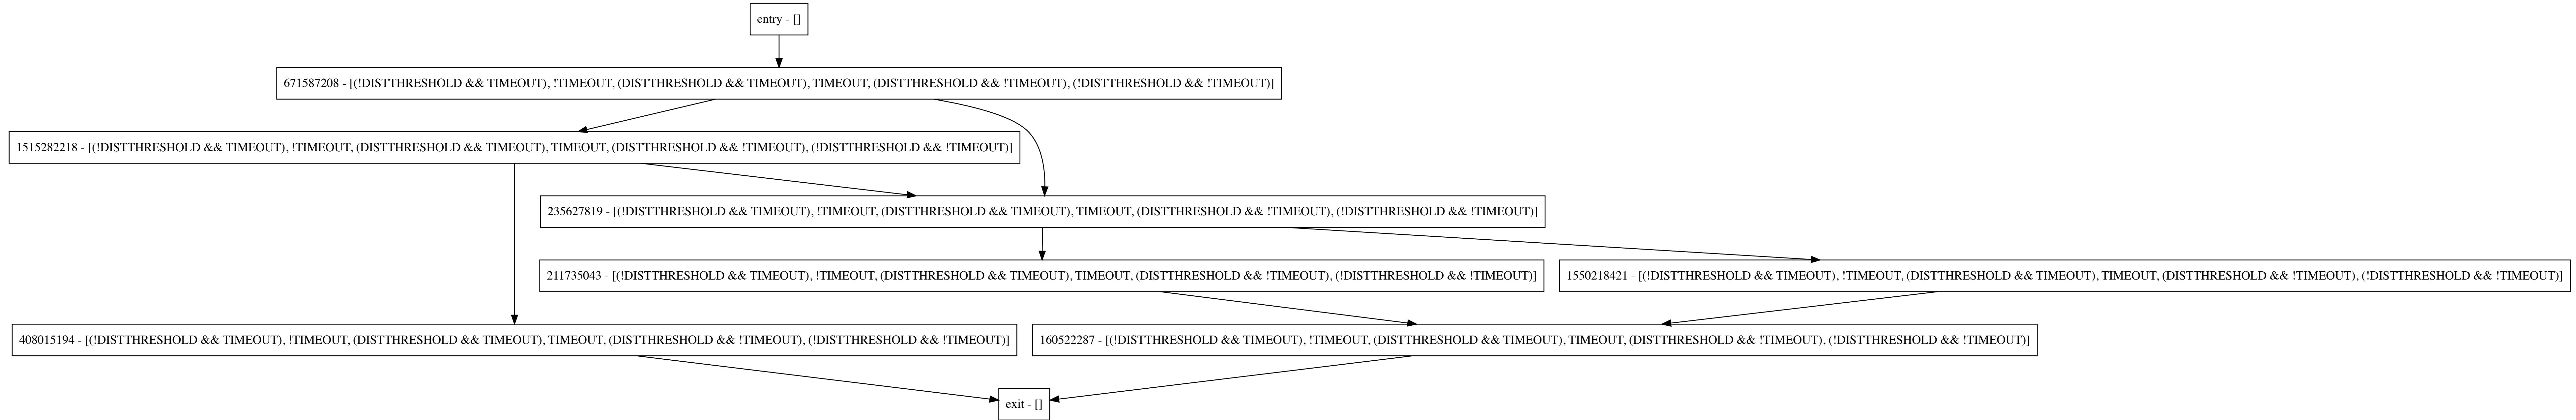 entry - []
671587208 - [(!DISTTHRESHOLD && TIMEOUT), !TIMEOUT, (DISTTHRESHOLD && TIMEOUT), TIMEOUT, (DISTTHRESHOLD && !TIMEOUT), (!DISTTHRESHOLD && !TIMEOUT)]
1515282218 - [(!DISTTHRESHOLD && TIMEOUT), !TIMEOUT, (DISTTHRESHOLD && TIMEOUT), TIMEOUT, (DISTTHRESHOLD && !TIMEOUT), (!DISTTHRESHOLD && !TIMEOUT)]
235627819 - [(!DISTTHRESHOLD && TIMEOUT), !TIMEOUT, (DISTTHRESHOLD && TIMEOUT), TIMEOUT, (DISTTHRESHOLD && !TIMEOUT), (!DISTTHRESHOLD && !TIMEOUT)]
211735043 - [(!DISTTHRESHOLD && TIMEOUT), !TIMEOUT, (DISTTHRESHOLD && TIMEOUT), TIMEOUT, (DISTTHRESHOLD && !TIMEOUT), (!DISTTHRESHOLD && !TIMEOUT)]
1550218421 - [(!DISTTHRESHOLD && TIMEOUT), !TIMEOUT, (DISTTHRESHOLD && TIMEOUT), TIMEOUT, (DISTTHRESHOLD && !TIMEOUT), (!DISTTHRESHOLD && !TIMEOUT)]
408015194 - [(!DISTTHRESHOLD && TIMEOUT), !TIMEOUT, (DISTTHRESHOLD && TIMEOUT), TIMEOUT, (DISTTHRESHOLD && !TIMEOUT), (!DISTTHRESHOLD && !TIMEOUT)]
160522287 - [(!DISTTHRESHOLD && TIMEOUT), !TIMEOUT, (DISTTHRESHOLD && TIMEOUT), TIMEOUT, (DISTTHRESHOLD && !TIMEOUT), (!DISTTHRESHOLD && !TIMEOUT)]
exit - []